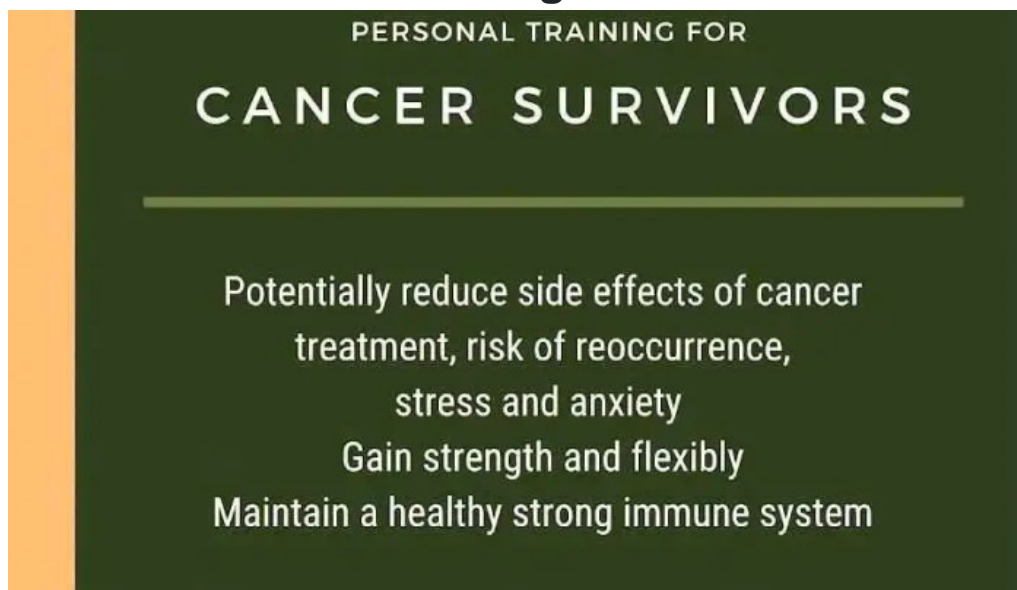 PERSONAL TRAINING FOR
CANCER SURVIVORS
Potentially reduce side effects of cancer
treatment, risk of reoccurrence,
stress and anxiety
Gain strength and flexibly
Maintain a healthy strong immune system